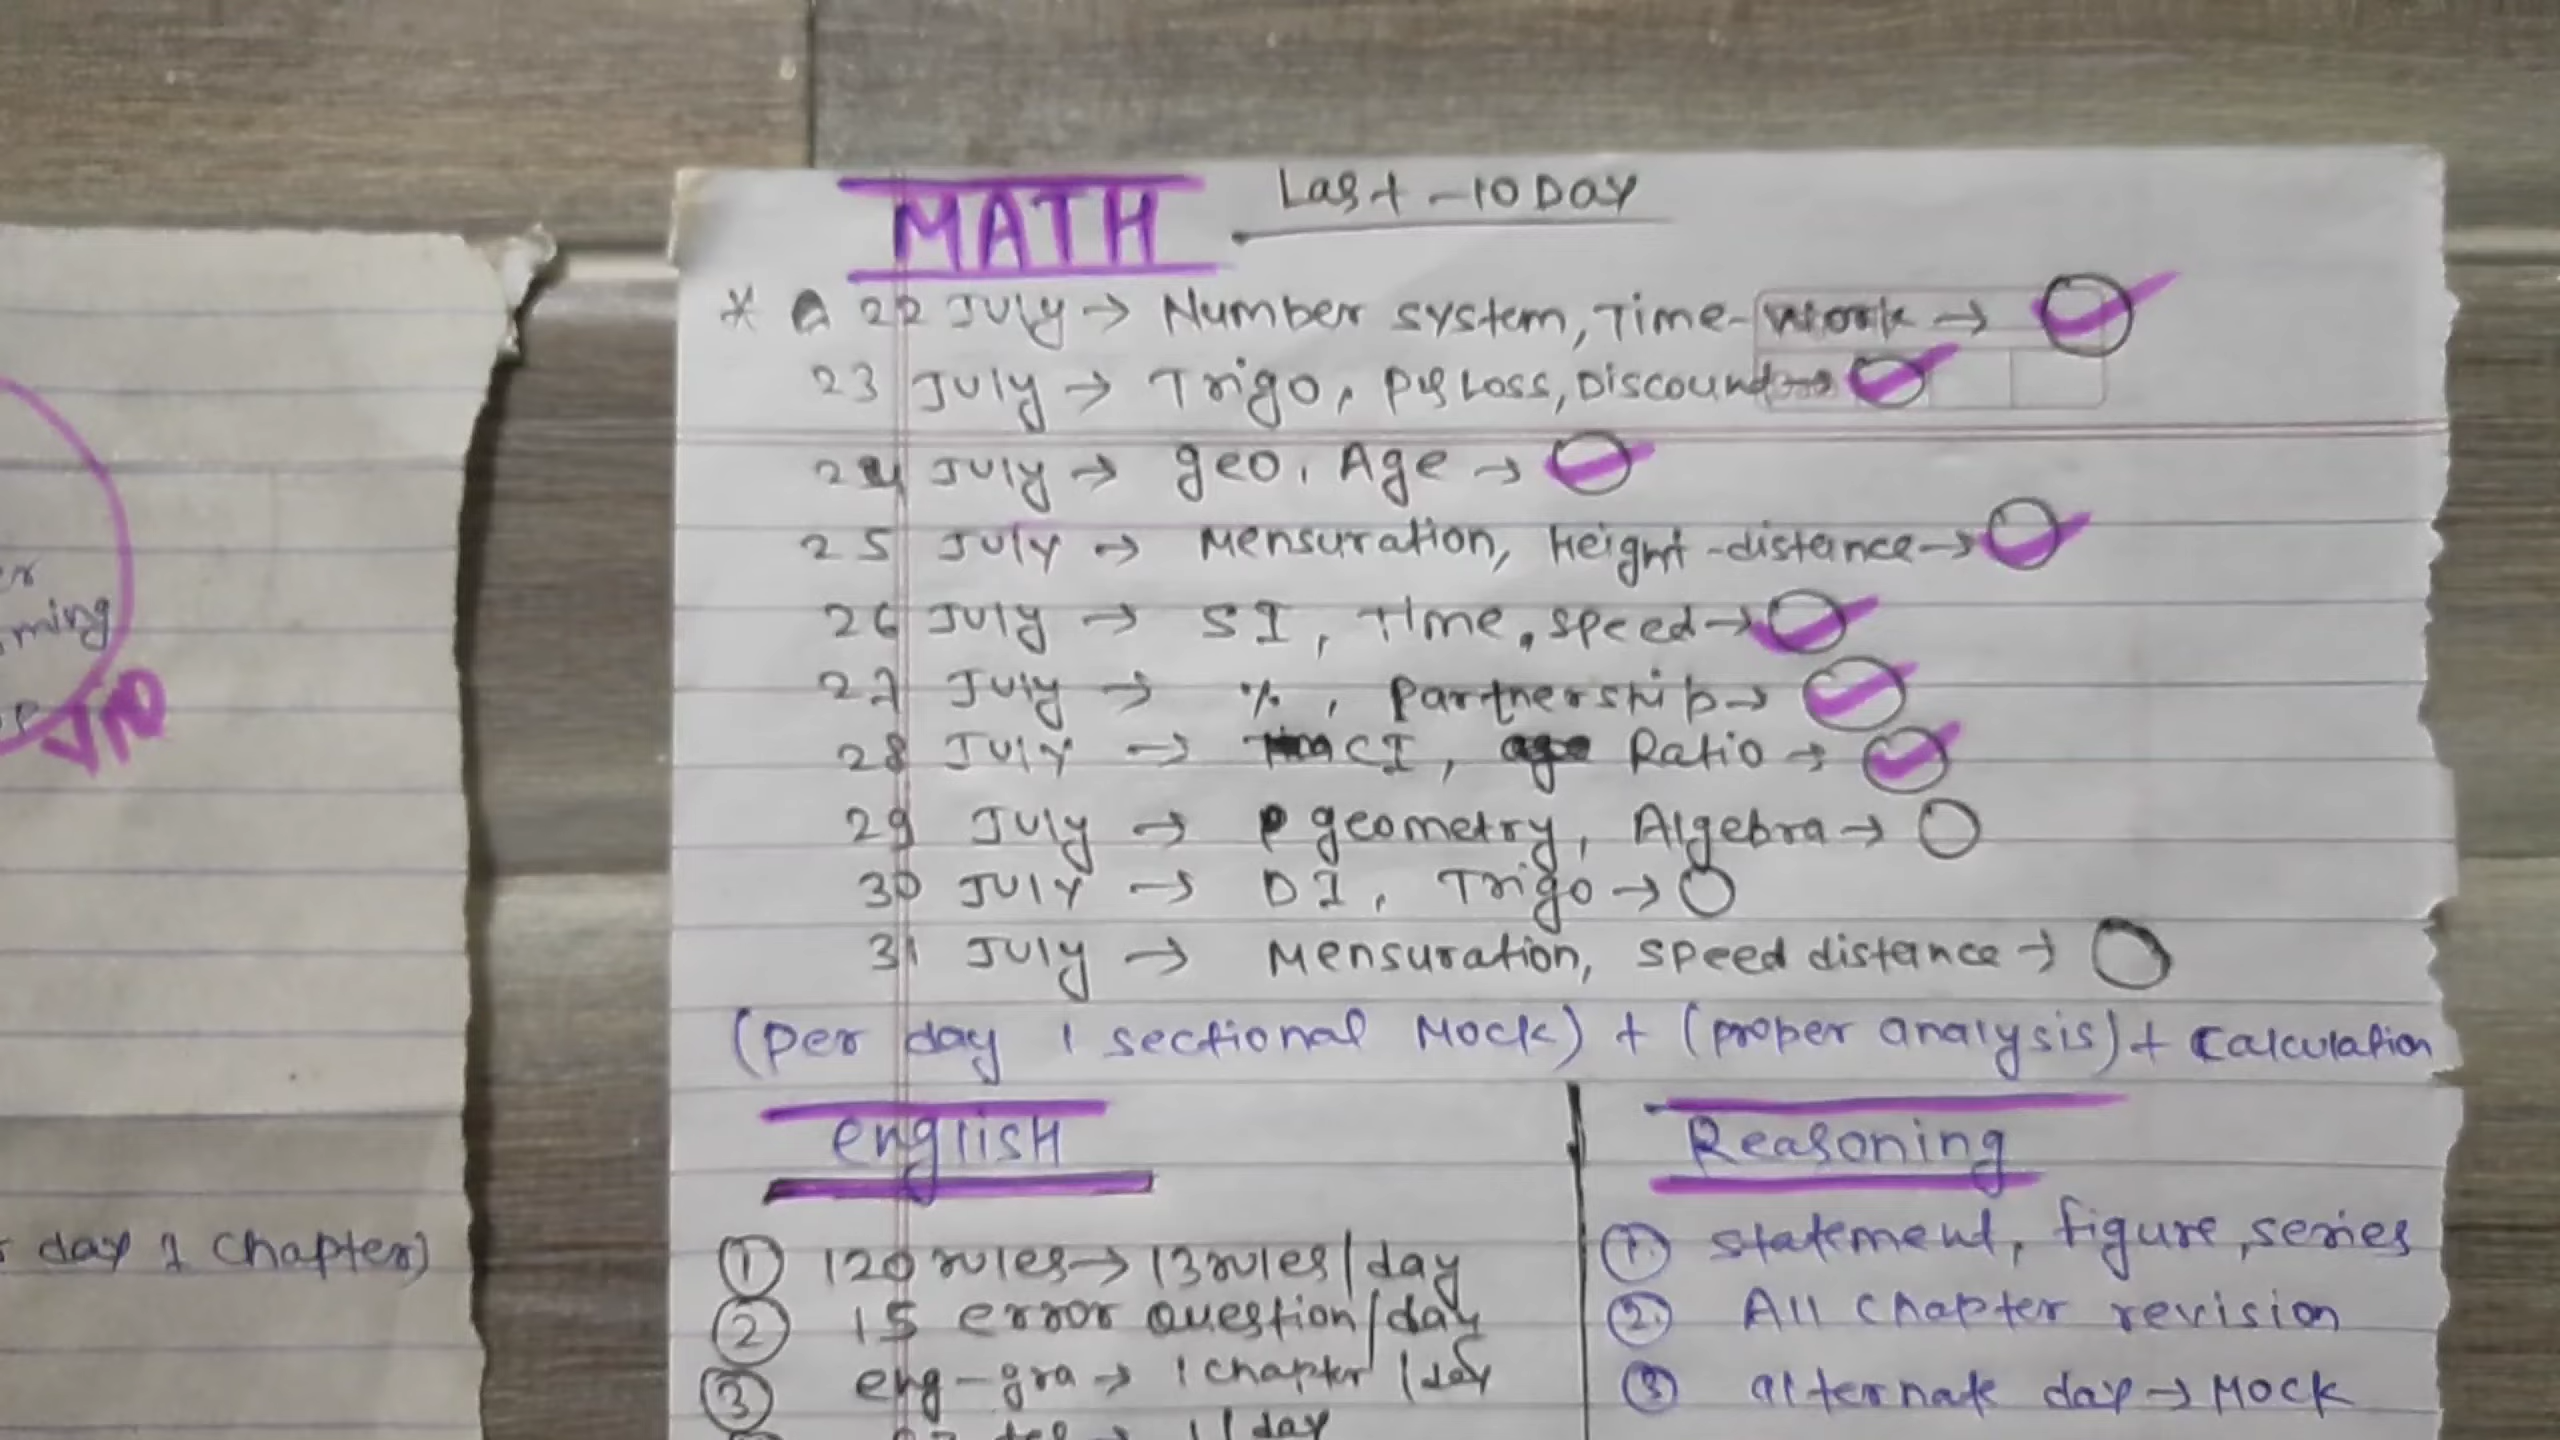 MATH Last -10 DAY
* 22 July → Number system, Time-work →
23 July → Trigo, P&Loss, Discount →
24 July → geo, Age →
25 July → Mensuration, Height-distance →
26 July → SI, Time, speed →
27 July → %, Partnership →
28 July → CI, Ratio →
29 July → geometry, Algebra →
30 July → DI, Trigo →
31 July → Mensuration, speed distance →
(Per day 1 sectional Mock) + (proper analysis) + Calculation
english
① 120 rules → 13 rules/day
② 15 error question/day
③ eng-gra → 1 chapter/day
1/day
Reasoning
①. statement, figure, series
②. All chapter revision
③ alternate day → Mock
ming
day 1 Chapter)